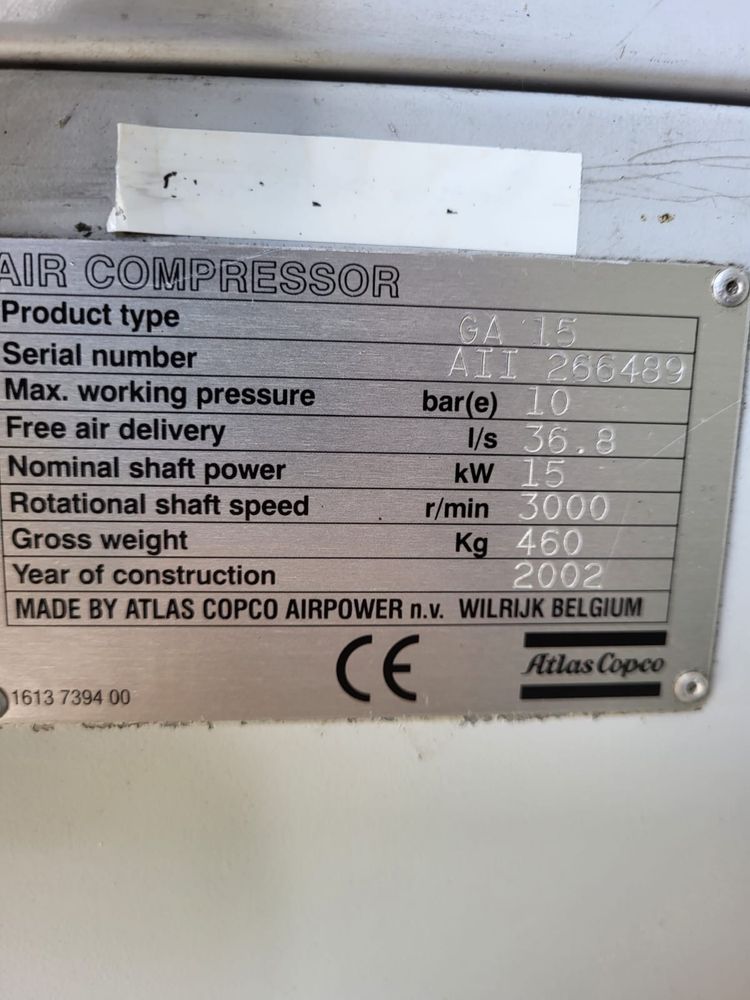 AIR COMPRESSOR
Product type GA 15
Serial number AII 266489
Max. working pressure bar(e) 10
Free air delivery l/s 36.8
Nominal shaft power kW 15
Rotational shaft speed r/min 3000
Gross weight Kg 460
Year of construction 2002
MADE BY ATLAS COPCO AIRPOWER n.v. WILRIJK BELGIUM
CE
Atlas Copco
1613 7394 00